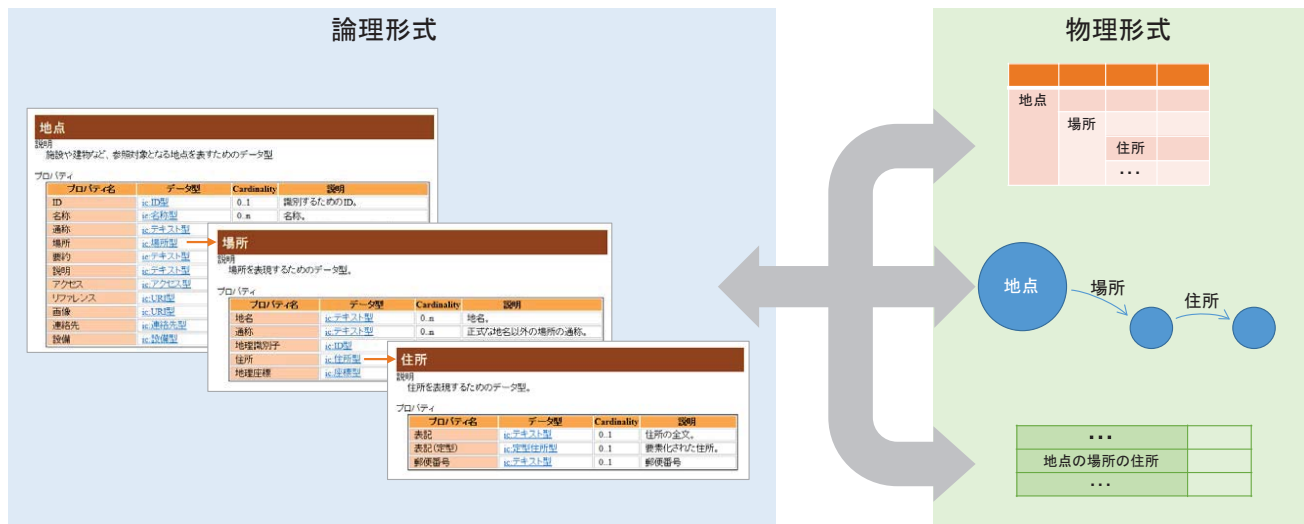 論理形式
地点
説明
施設や建物など、参照対象となる地点を表すためのデータ型
プロパティ
プロパティ名 データ型 Cardinality 説明
ID ic:ID型 0..1 識別するためのID。
名称 ic:名称型 0..n 名称。
通称 ic:テキスト型
場所 ic:場所型
要約 ic:テキスト型
説明 ic:テキスト型
アクセス ic:アクセス型
リファレンス ic:URI型
画像 ic:URI型
連絡先 ic:連絡先型
設備 ic:設備型
場所
説明
場所を表現するためのデータ型。
プロパティ
プロパティ名 データ型 Cardinality 説明
地名 ic:テキスト型 0..n 地名。
通称 ic:テキスト型 0..n 正式な地名以外の場所の通称。
地理識別子 ic:ID型
住所 ic:住所型
地理座標 ic:座標型
住所
説明
住所を表現するためのデータ型。
プロパティ
プロパティ名 データ型 Cardinality 説明
表記 ic:テキスト型 0..1 住所の全文。
表記(定型) ic:定型住所型 0..1 要素化された住所。
郵便番号 ic:テキスト型 0..1 郵便番号
物理形式
地点
場所
住所
・・・
地点
場所
住所
・・・
地点の場所の住所
・・・